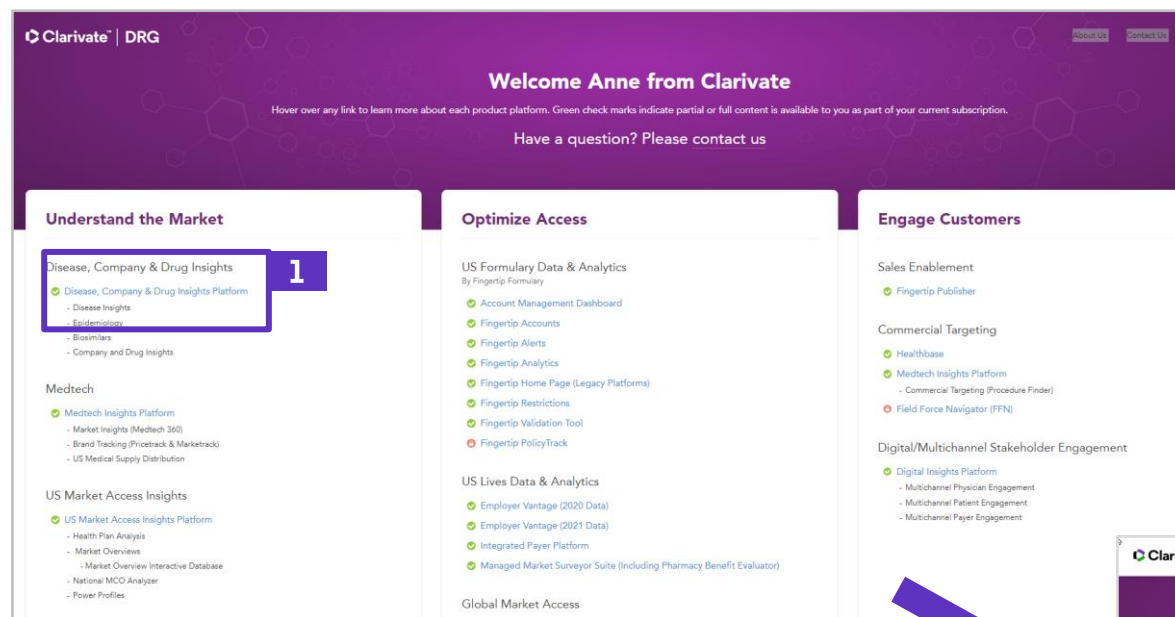 Clarivate™ | DRG
About Us Contact Us
Welcome Anne from Clarivate
Hover over any link to learn more about each product platform. Green check marks indicate partial or full content is available to you as part of your current subscription.
Have a question? Please contact us
Understand the Market
Disease, Company & Drug Insights
1
Disease, Company & Drug Insights Platform
- Disease Insights
- Epidemiology
- Biosimilars
- Company and Drug Insights
Medtech
Medtech Insights Platform
- Market Insights (Medtech 360)
- Brand Tracking (Pricetrack & Marketrack)
- US Medical Supply Distribution
US Market Access Insights
US Market Access Insights Platform
- Health Plan Analysis
- Market Overviews
- Market Overview Interactive Database
- National MCO Analyzer
- Power Profiles
Optimize Access
US Formulary Data & Analytics
By Fingertip Formulary
Account Management Dashboard
Fingertip Accounts
Fingertip Alerts
Fingertip Analytics
Fingertip Home Page (Legacy Platforms)
Fingertip Restrictions
Fingertip Validation Tool
Fingertip PolicyTrack
US Lives Data & Analytics
Employer Vantage (2020 Data)
Employer Vantage (2021 Data)
Integrated Payer Platform
Managed Market Surveyor Suite (Including Pharmacy Benefit Evaluator)
Global Market Access
Engage Customers
Sales Enablement
Fingertip Publisher
Commercial Targeting
Healthbase
Medtech Insights Platform
- Commercial Targeting (Procedure Finder)
Field Force Navigator (FFN)
Digital/Multichannel Stakeholder Engagement
Digital Insights Platform
- Multichannel Physician Engagement
- Multichannel Patient Engagement
- Multichannel Payer Engagement
Clar